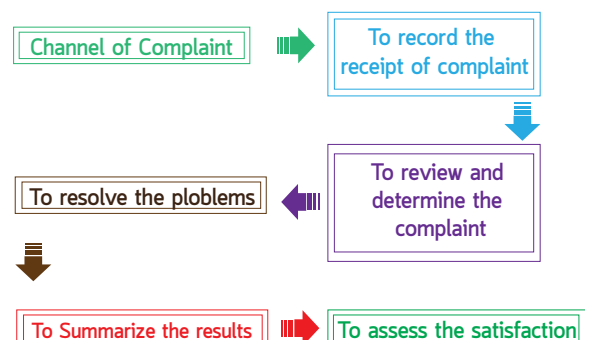 Channel of Complaint
To record the
receipt of complaint
To review and
determine the
complaint
To resolve the ploblems
To Summarize the results
To assess the satisfaction